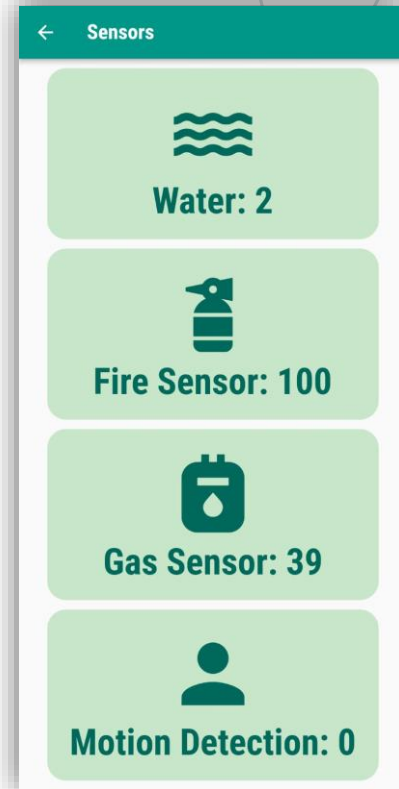 Sensors
Water: 2
Fire Sensor: 100
Gas Sensor: 39
Motion Detection: 0